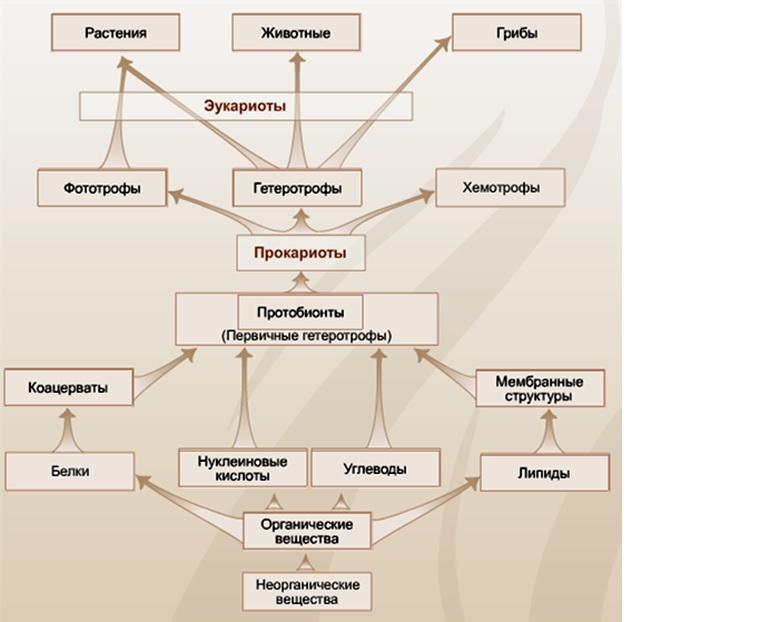 Растения
Животные
Грибы
Эукариоты
Фототрофы
Гетеротрофы
Хемотрофы
Прокариоты
Протобионты
(Первичные гетеротрофы)
Коацерваты
Мембранные
структуры
Белки
Нуклеиновые
кислоты
Углеводы
Липиды
Органические
вещества
Неорганические
вещества